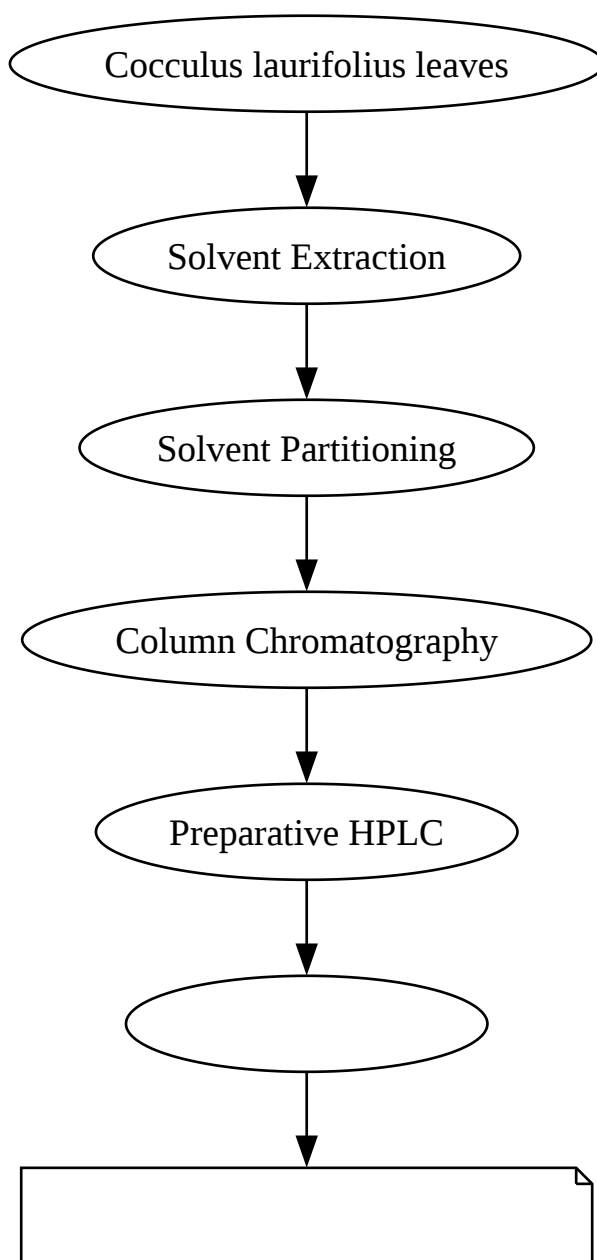 Cocculus laurifolius leaves
Solvent Extraction
Solvent Partitioning
Column Chromatography
Preparative HPLC